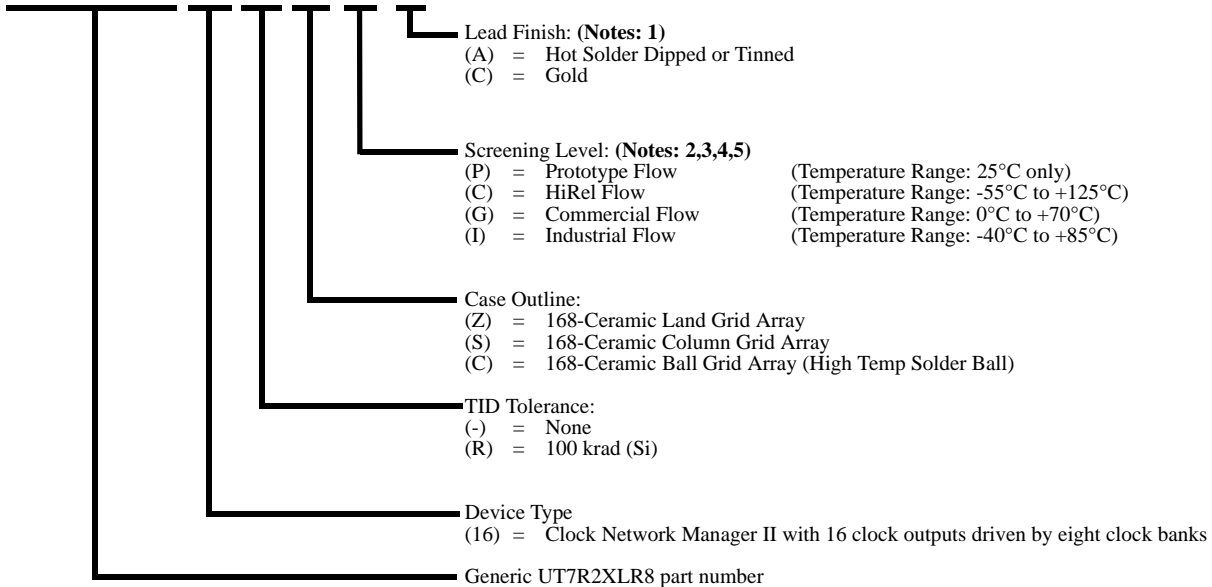 Lead Finish: (Notes: 1)
(A) = Hot Solder Dipped or Tinned
(C) = Gold
Screening Level: (Notes: 2,3,4,5)
(P) = Prototype Flow (Temperature Range: 25°C only)
(C) = HiRel Flow (Temperature Range: -55°C to +125°C)
(G) = Commercial Flow (Temperature Range: 0°C to +70°C)
(I) = Industrial Flow (Temperature Range: -40°C to +85°C)
Case Outline:
(Z) = 168-Ceramic Land Grid Array
(S) = 168-Ceramic Column Grid Array
(C) = 168-Ceramic Ball Grid Array (High Temp Solder Ball)
TID Tolerance:
(-) = None
(R) = 100 krad (Si)
Device Type
(16) = Clock Network Manager II with 16 clock outputs driven by eight clock banks
Generic UT7R2XLR8 part number